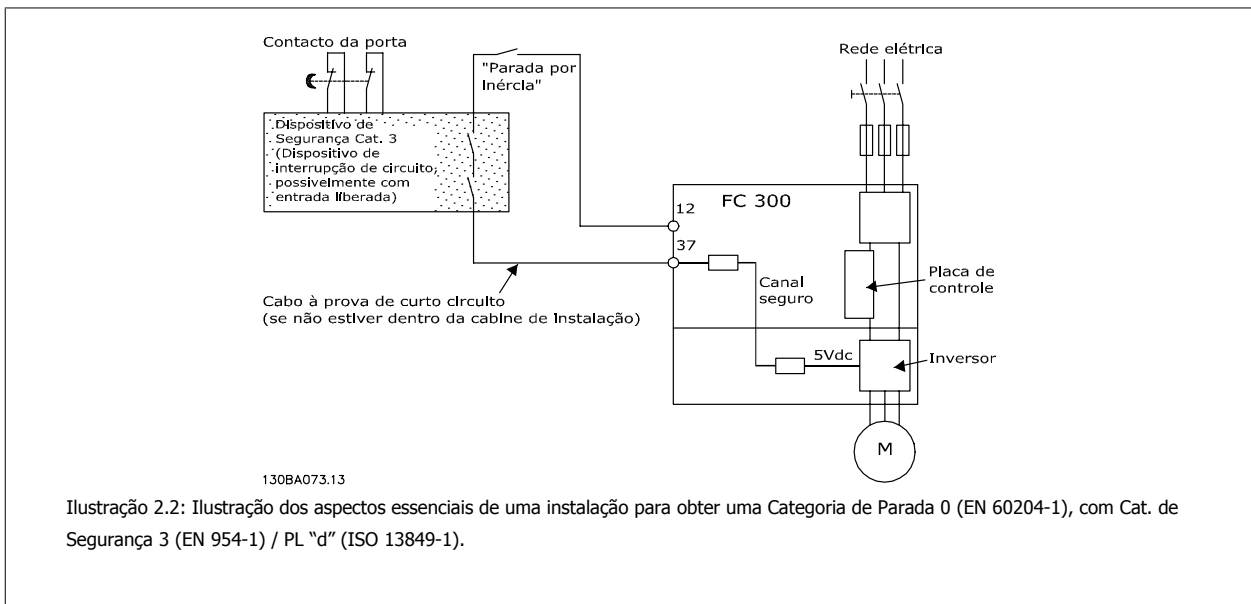 Contacto da porta
"Parada por
Inércia"
Rede elétrica
Dispositivo de
Segurança Cat. 3
(Dispositivo de
interrupção de circuito,
possivelmente com
entrada liberada)
12
FC 300
37
Canal
seguro
Placa de
controle
Cabo à prova de curto circuito
(se não estiver dentro da cabine de instalação)
5Vdc
Inversor
M
130BA073.13
Ilustração 2.2: Ilustração dos aspectos essenciais de uma instalação para obter uma Categoria de Parada 0 (EN 60204-1), com Cat. de
Segurança 3 (EN 954-1) / PL “d” (ISO 13849-1).